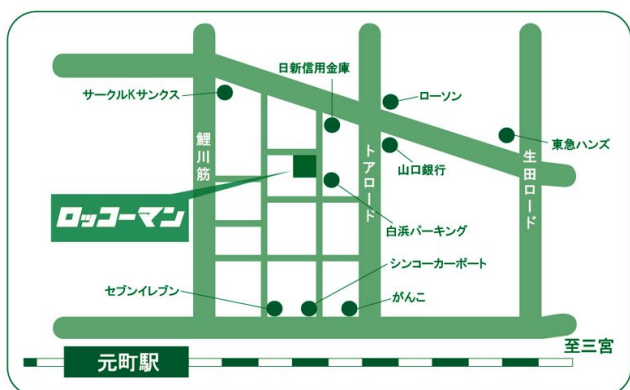 日新信用金庫
サークルKサンクス
ローソン
東急ハンズ
山口銀行
鯉川筋
トアロード
生田ロード
ロッコーマン
白浜パーキング
シンコーカーポート
セブンイレブン
がんこ
至三宮
元町駅